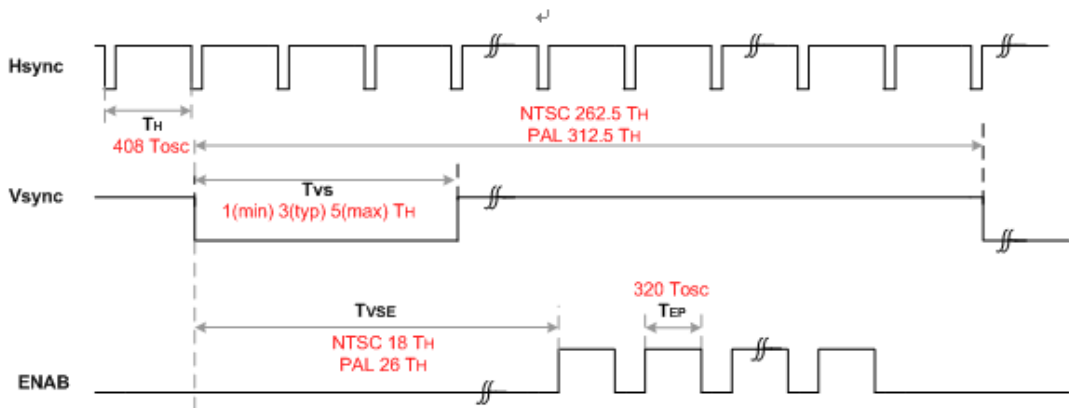 ↵
Hsync
TH
408 Tosc
NTSC 262.5 TH
PAL 312.5 TH
Vsync
TVS
1(min) 3(typ) 5(max) TH
320 Tosc
TVSE
TEP
NTSC 18 TH
PAL 26 TH
ENAB